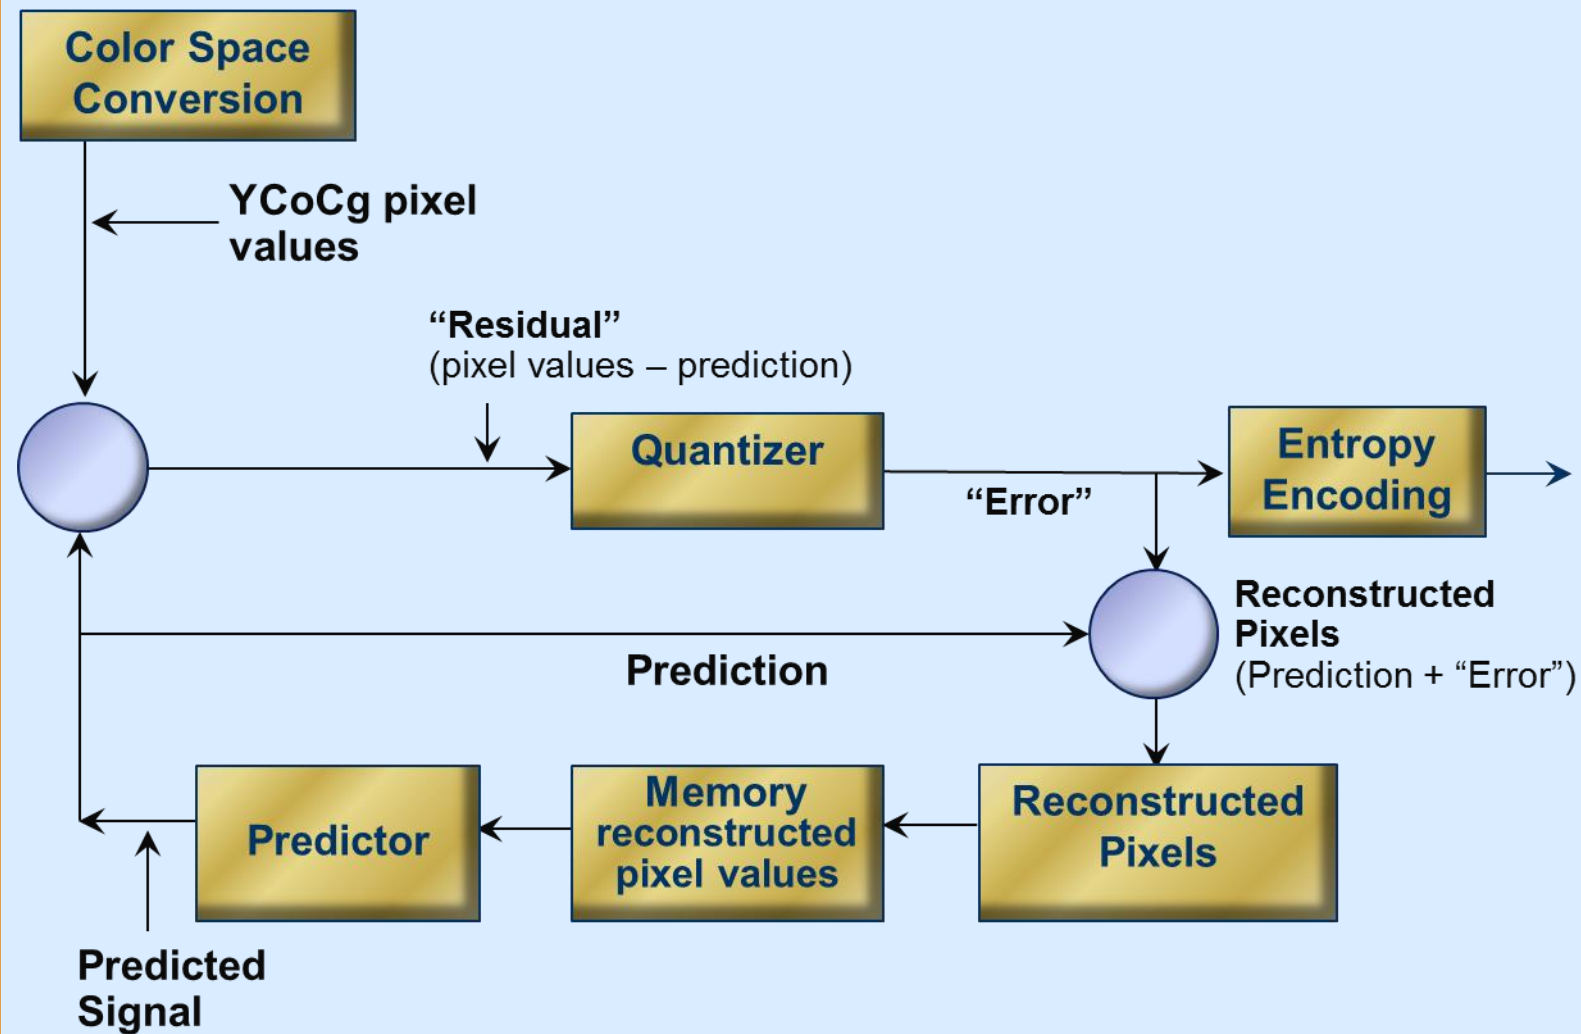 Color Space
Conversion
YCoCg pixel
values
“Residual”
(pixel values – prediction)
Quantizer
Entropy
Encoding
“Error”
Reconstructed
Pixels
(Prediction + “Error”)
Prediction
Predictor
Memory
reconstructed
pixel values
Reconstructed
Pixels
Predicted
Signal